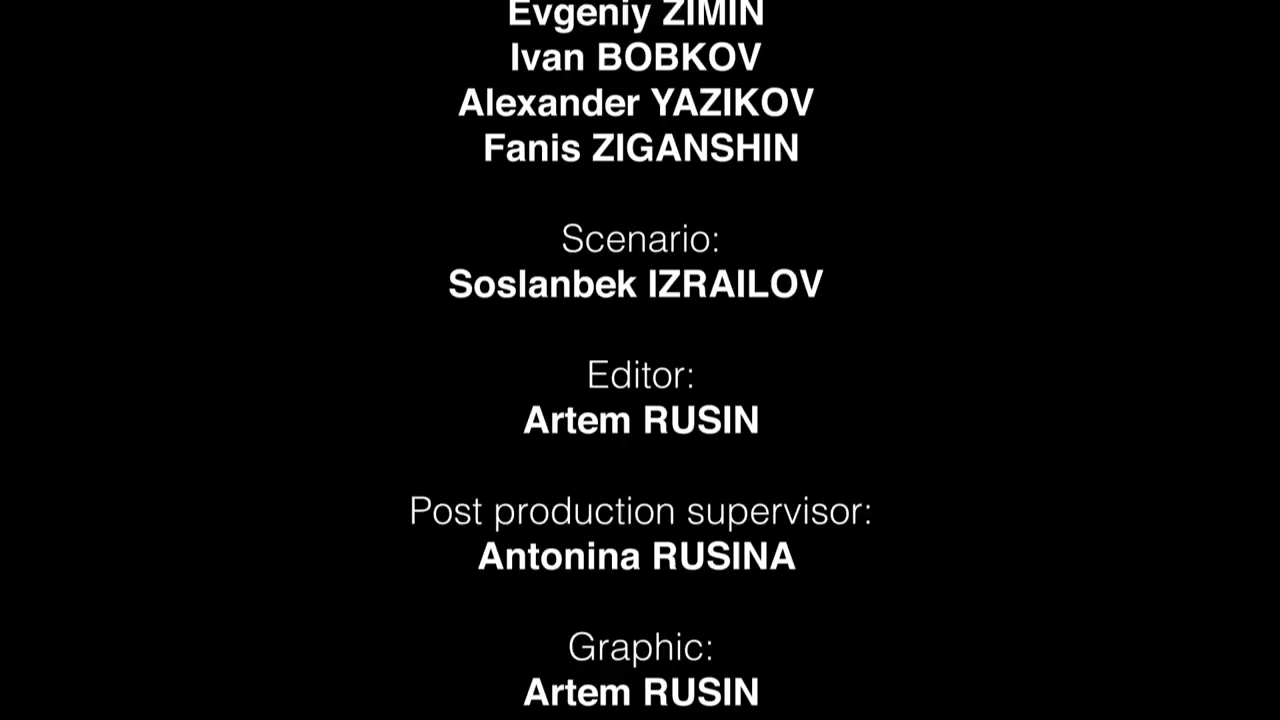 Evgeniy ZIMIN
Ivan BOBKOV
Alexander YAZIKOV
Fanis ZIGANSHIN
Scenario:
Soslanbek IZRAILOV
Editor:
Artem RUSIN
Post production supervisor:
Antonina RUSINA
Graphic:
Artem RUSIN